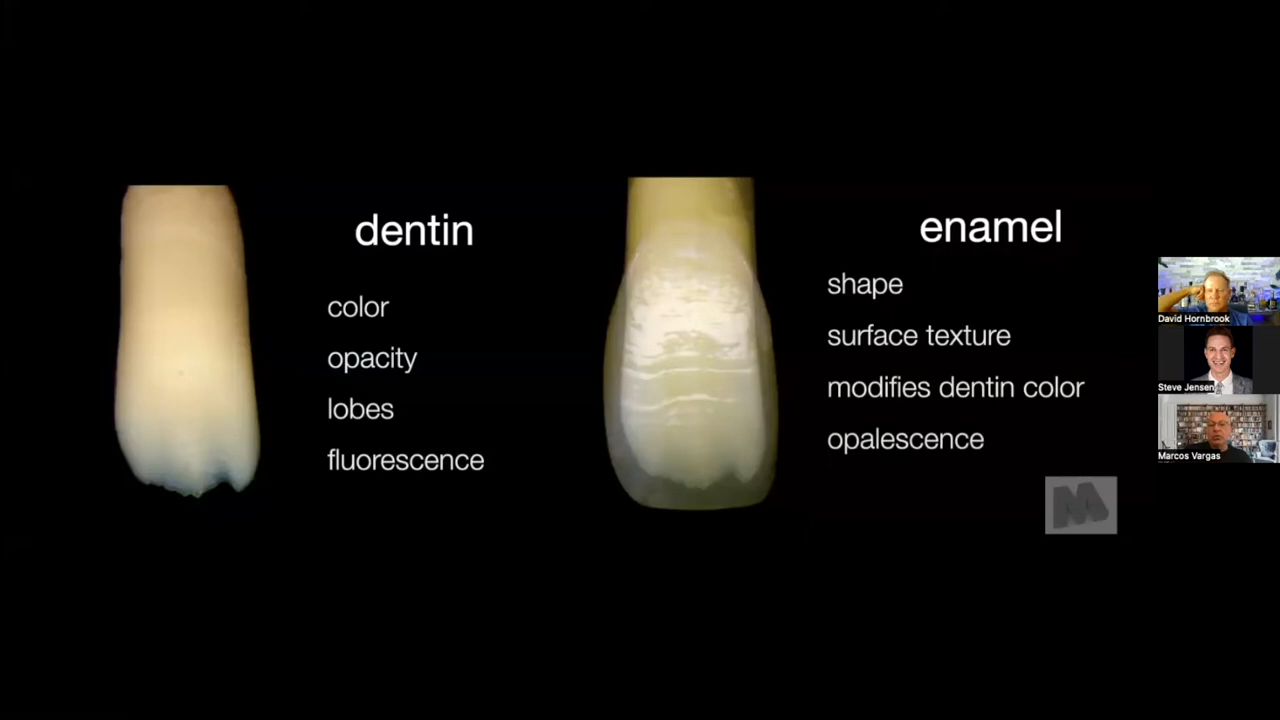 dentin
color
opacity
lobes
fluorescence
enamel
shape
surface texture
modifies dentin color
opalescence
M
David Hornbrook
Steve Jensen
Marcos Vargas